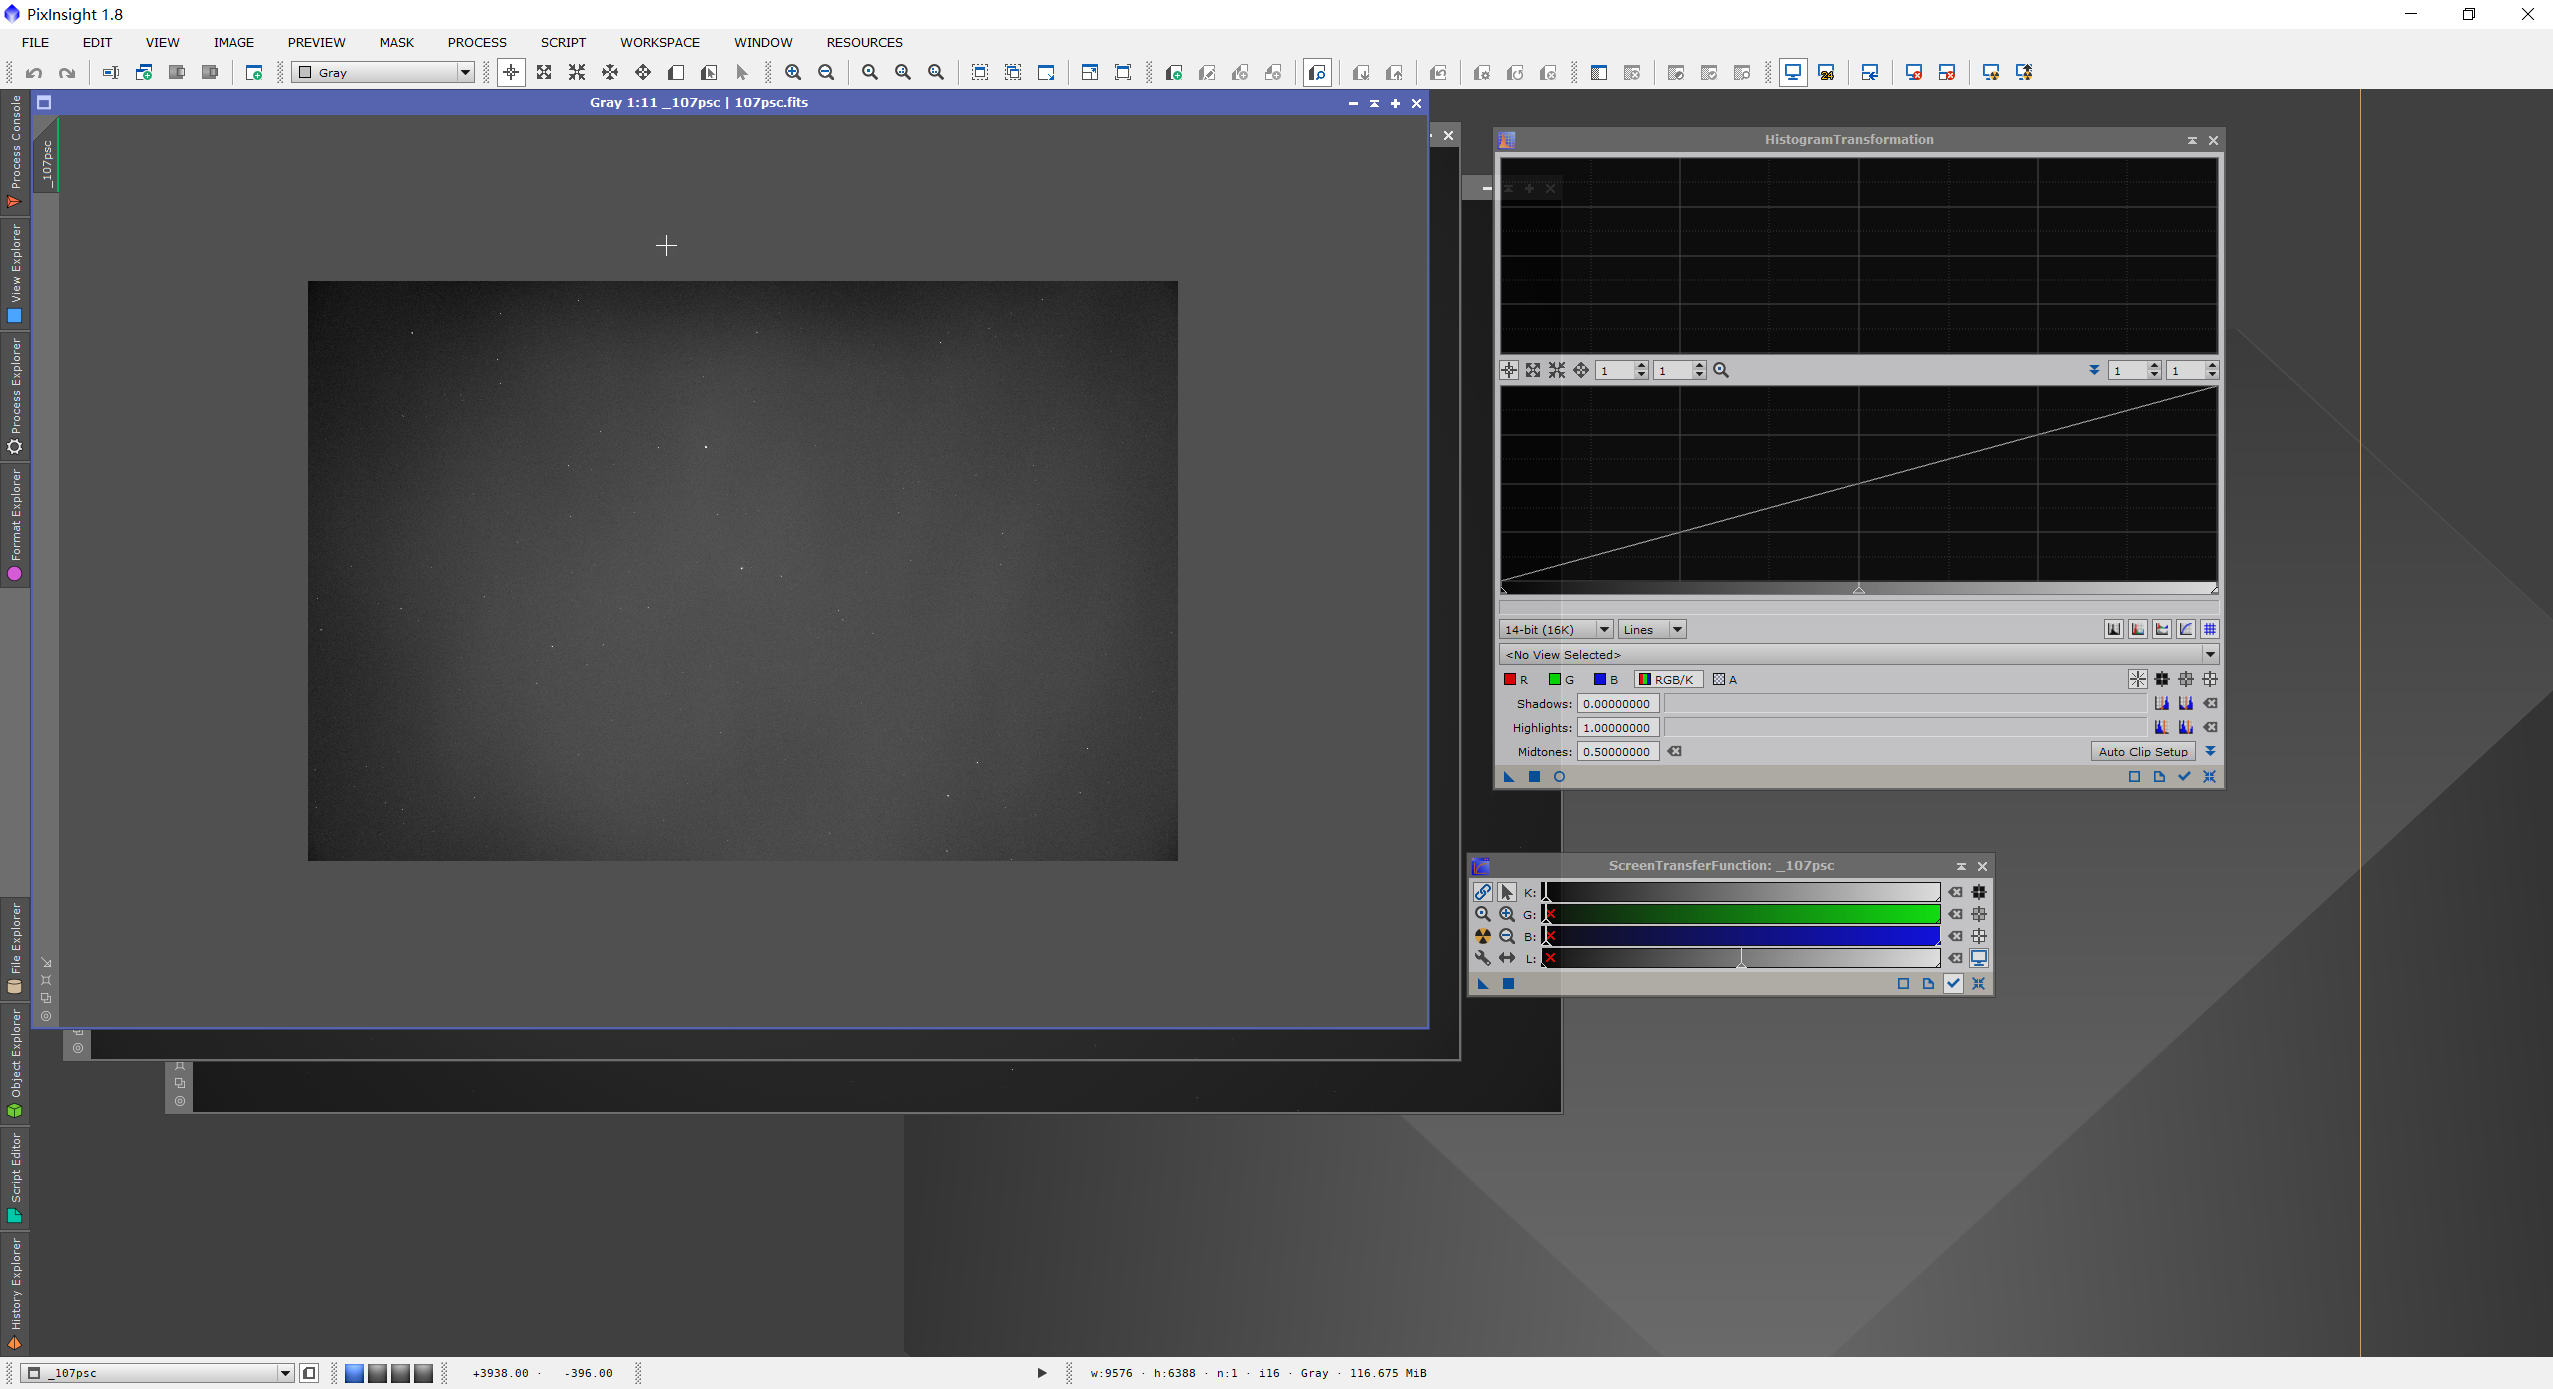 PixInsight 1.8
FILE EDIT VIEW IMAGE PREVIEW MASK PROCESS SCRIPT WORKSPACE WINDOW RESOURCES
Gray
24
Gray 1:11 _107psc | 107psc.fits
_107psc
Process Console
View Explorer
Process Explorer
Format Explorer
File Explorer
Object Explorer
Script Editor
History Explorer
HistogramTransformation
1 1 1 1
14-bit (16K) Lines
<No View Selected>
R G B RGB/K A
Shadows: 0.00000000
Highlights: 1.00000000
Midtones: 0.50000000 Auto Clip Setup
ScreenTransferFunction: _107psc
K:
G:
B:
L:
_107psc +3938.00 · -396.00 w:9576 · h:6388 · n:1 · i16 · Gray · 116.675 MiB